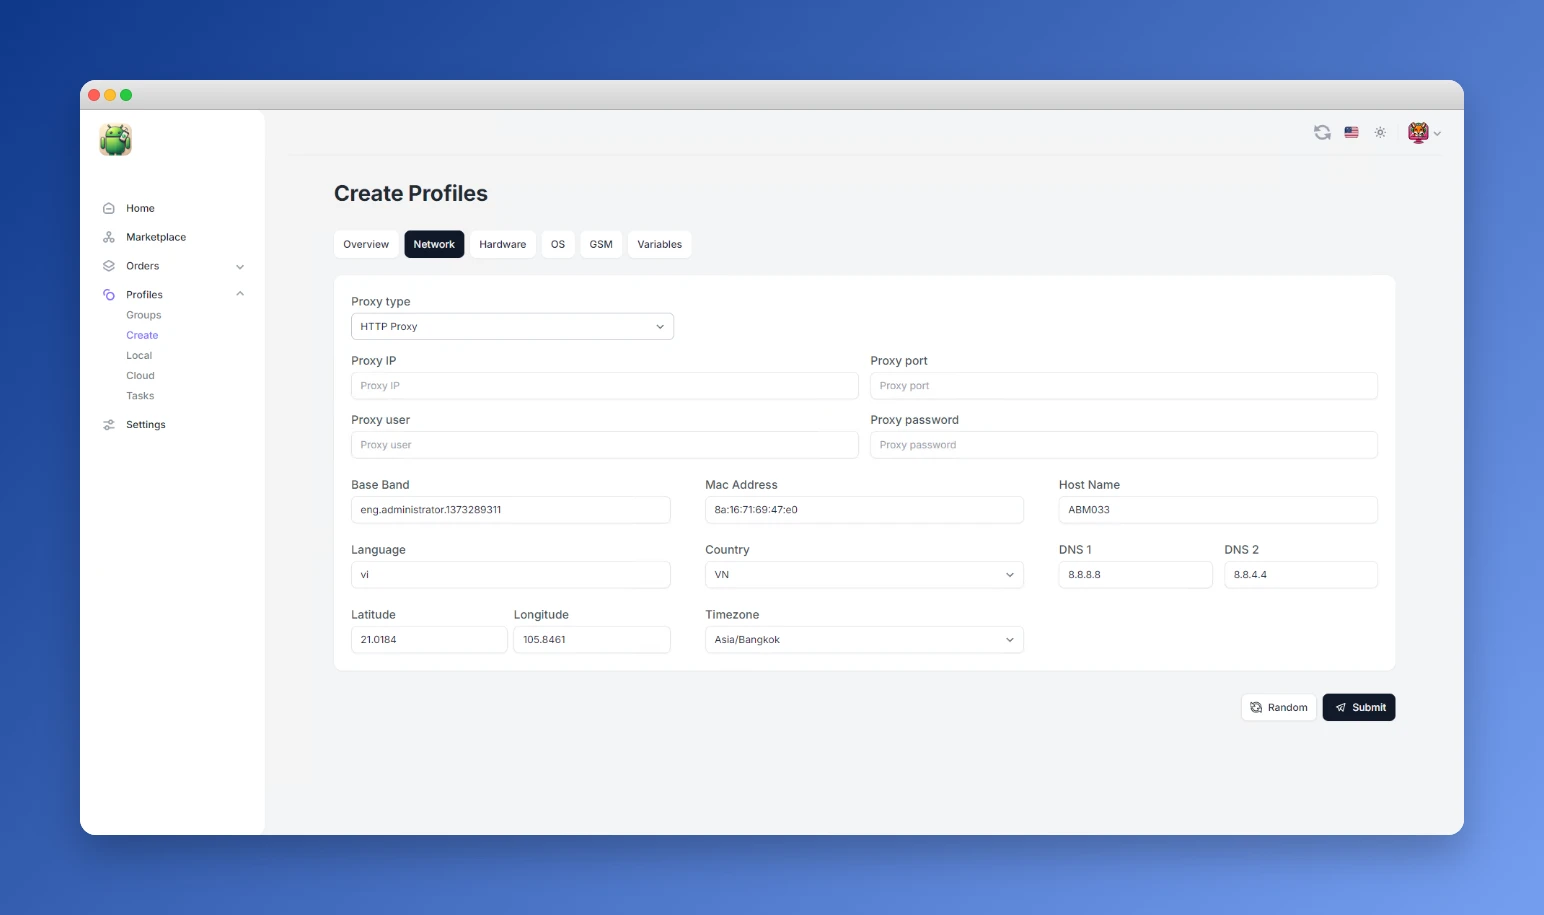 Home
Marketplace
Orders
Profiles
Groups
Create
Local
Cloud
Tasks
Settings
Create Profiles
Overview Network Hardware OS GSM Variables
Proxy type
HTTP Proxy
Proxy IP Proxy port
Proxy IP Proxy port
Proxy user Proxy password
Proxy user Proxy password
Base Band Mac Address Host Name
eng.administrator.1373289311 8a:16:71:69:47:e0 ABM033
Language Country DNS 1 DNS 2
vi VN 8.8.8.8 8.8.4.4
Latitude Longitude Timezone
21.0184 105.8461 Asia/Bangkok
Random Submit